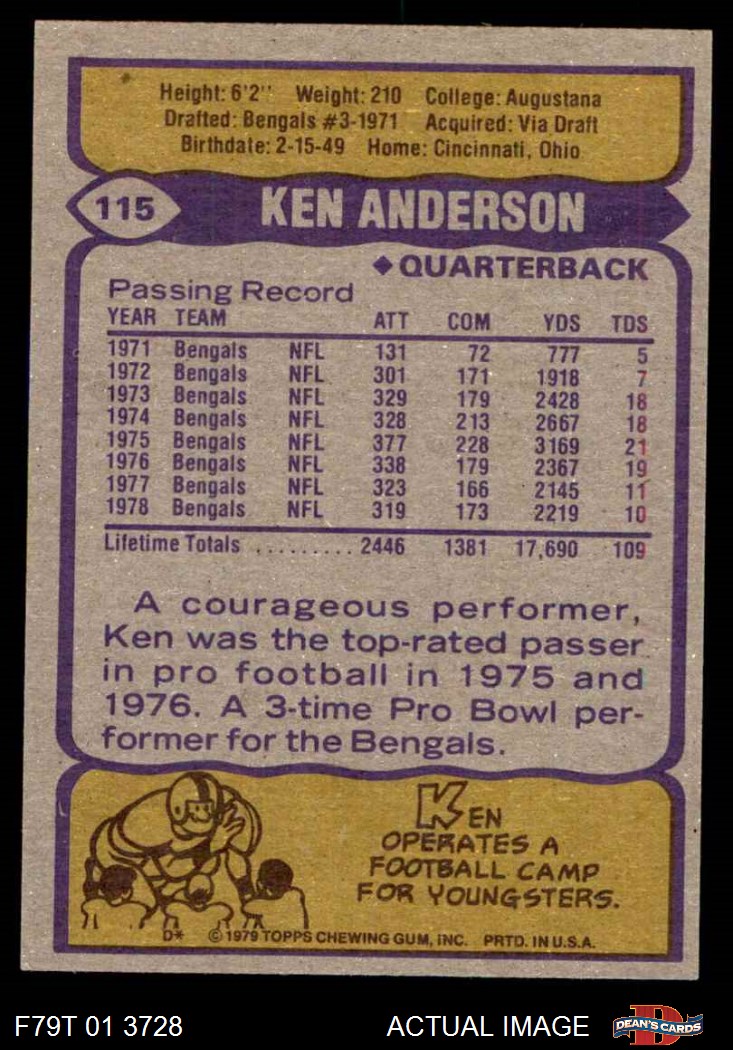 Height: 6'2" Weight: 210 College: Augustana
Drafted: Bengals #3-1971 Acquired: Via Draft
Birthdate: 2-15-49 Home: Cincinnati, Ohio
115 KEN ANDERSON
◆QUARTERBACK
Passing Record
YEAR TEAM ATT COM YDS TDS
1971 Bengals NFL 131 72 777 5
1972 Bengals NFL 301 171 1918 7
1973 Bengals NFL 329 179 2428 18
1974 Bengals NFL 328 213 2667 18
1975 Bengals NFL 377 228 3169 21
1976 Bengals NFL 338 179 2367 19
1977 Bengals NFL 323 166 2145 11
1978 Bengals NFL 319 173 2219 10
Lifetime Totals .......... 2446 1381 17,690 109
A courageous performer,
Ken was the top-rated passer
in pro football in 1975 and
1976. A 3-time Pro Bowl per-
former for the Bengals.
KEN
OPERATES A
FOOTBALL CAMP
FOR YOUNGSTERS.
D* © 1979 TOPPS CHEWING GUM, INC. PRTD. IN U.S.A.
F79T 01 3728 ACTUAL IMAGE D DEAN'S CARDS